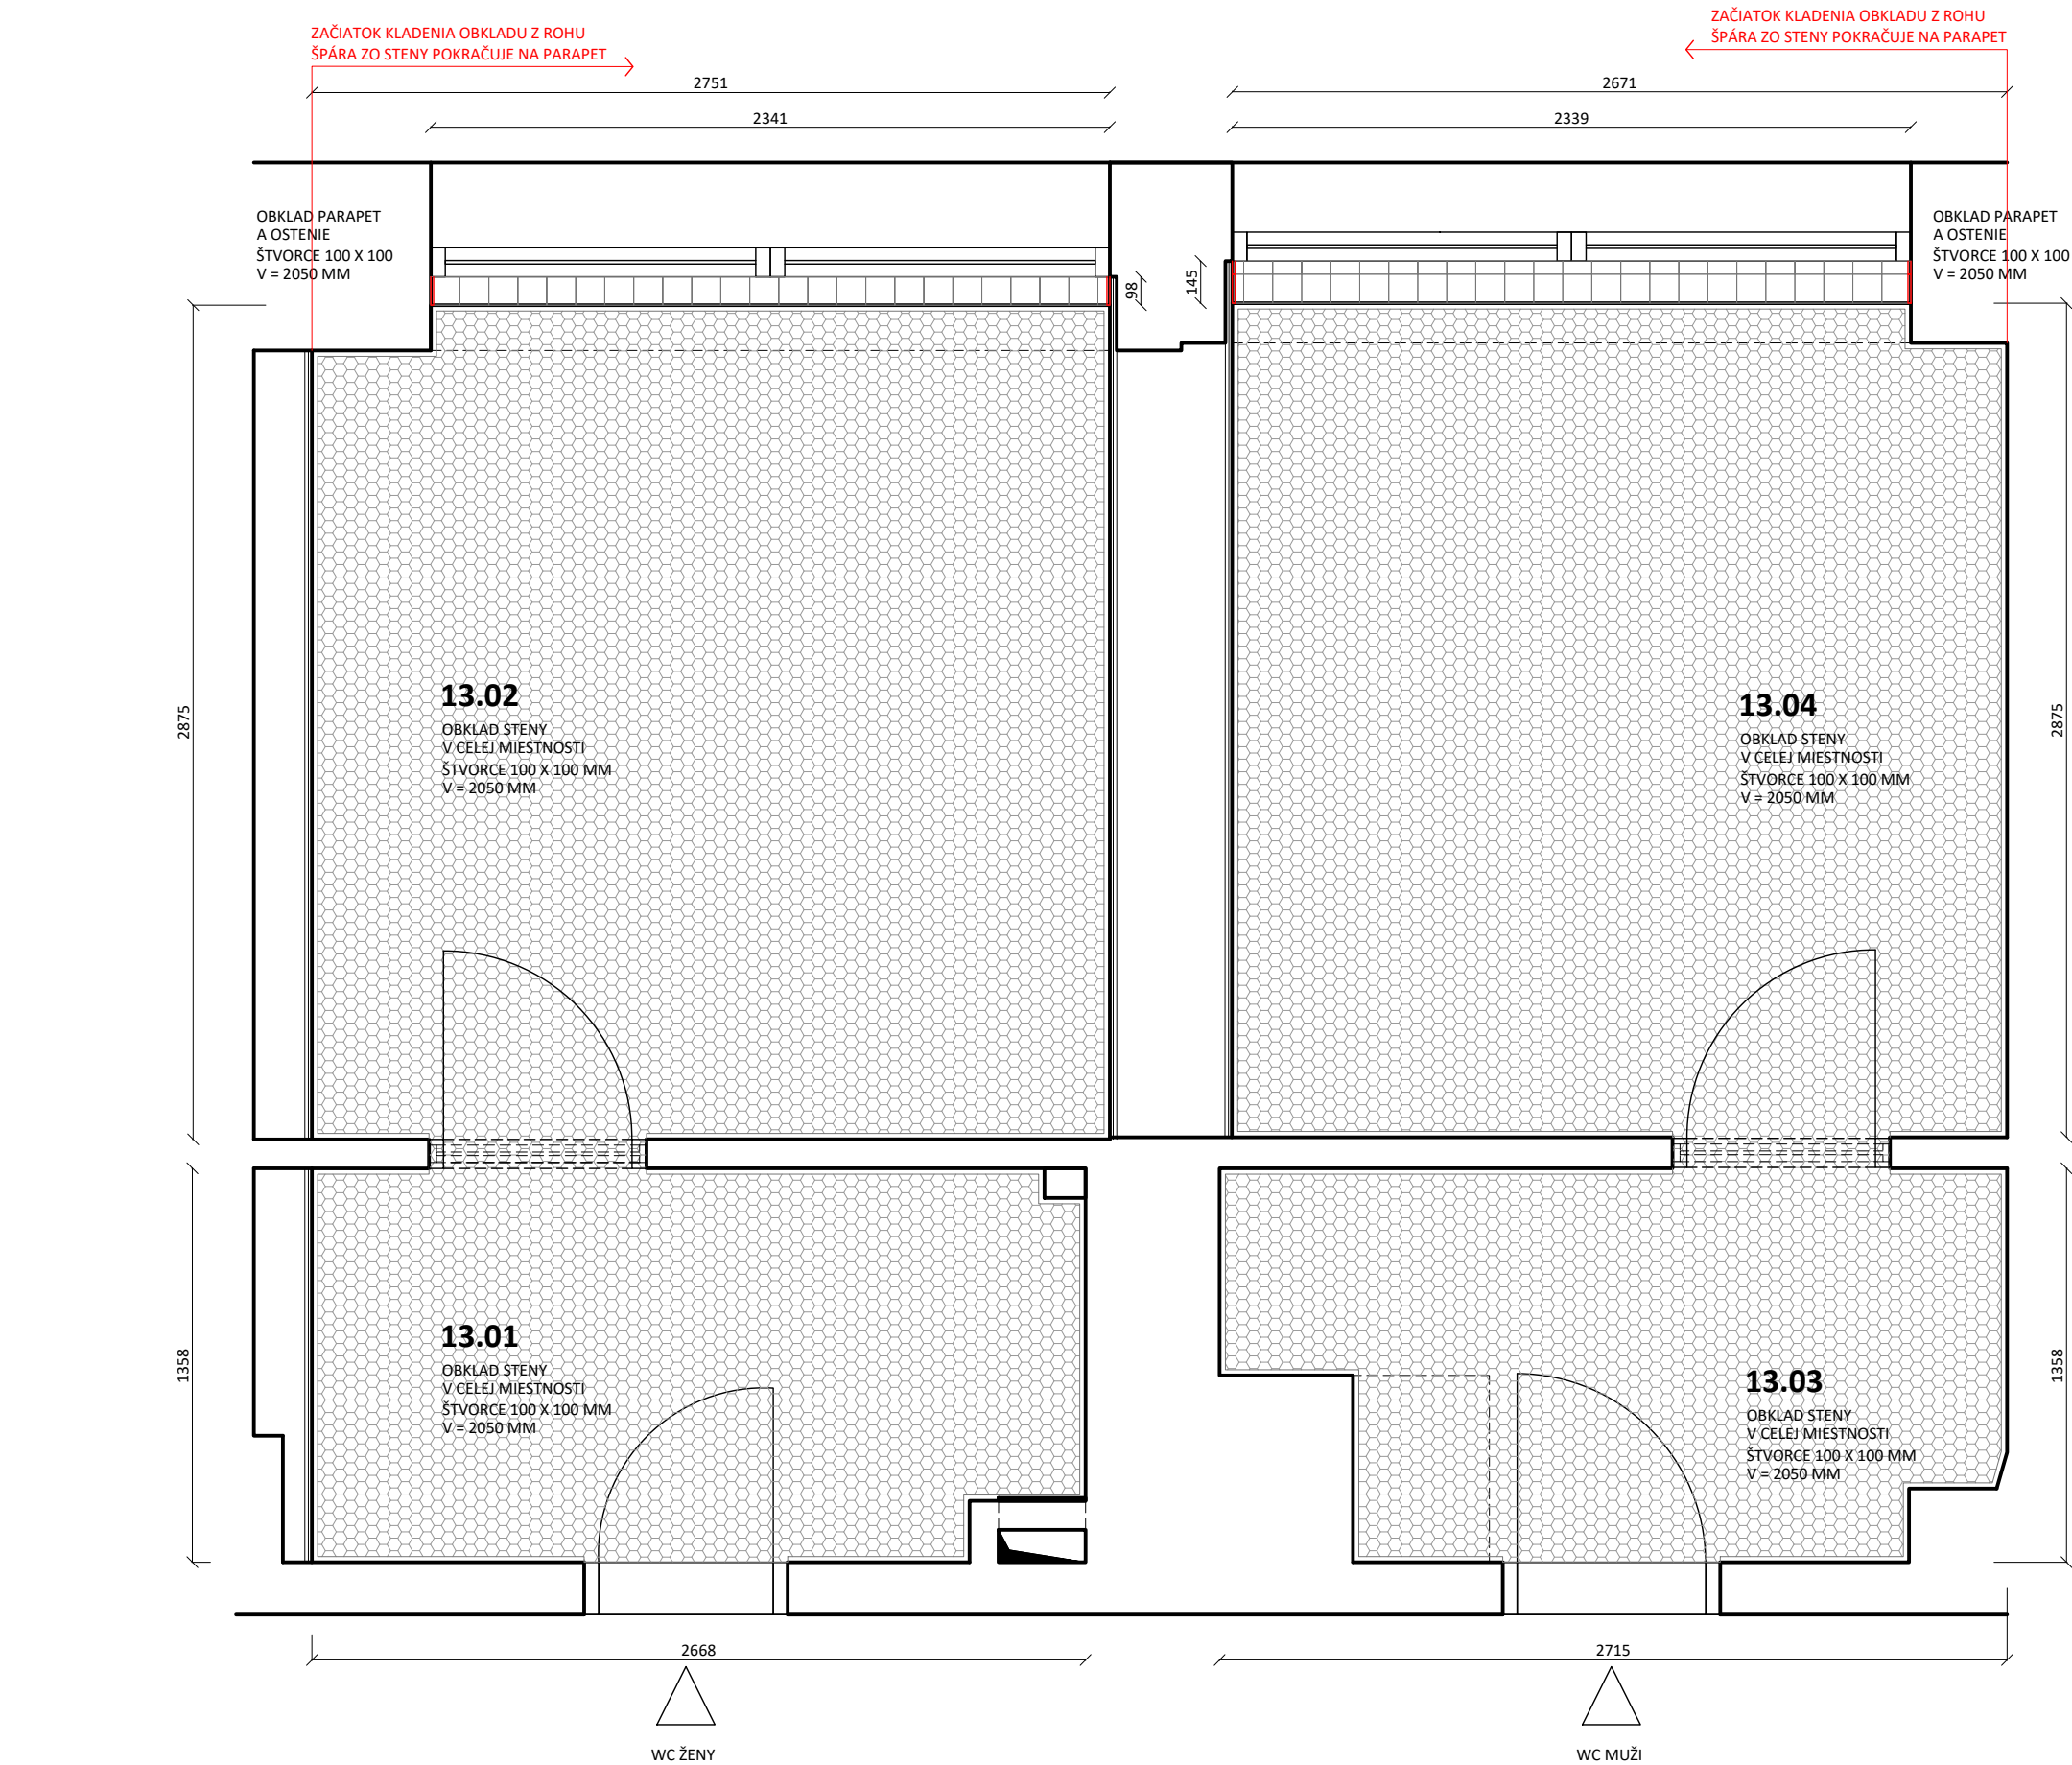 ZAČIATOK KLADENIA OBKLADU Z ROHU
ŠPÁRA ZO STENY POKRAČUJE NA PARAPET
ZAČIATOK KLADENIA OBKLADU Z ROHU
ŠPÁRA ZO STENY POKRAČUJE NA PARAPET
2751
2671
2341
2339
OBKLAD PARAPET
A OSTENIE
ŠTVORCE 100 X 100
V = 2050 MM
OBKLAD PARAPET
A OSTENIE
ŠTVORCE 100 X 100
V = 2050 MM
98
145
2875
2875
13.02
OBKLAD STENY
V CELEJ MIESTNOSTI
ŠTVORCE 100 X 100 MM
V = 2050 MM
13.04
OBKLAD STENY
V CELEJ MIESTNOSTI
ŠTVORCE 100 X 100 MM
V = 2050 MM
1358
1358
13.01
OBKLAD STENY
V CELEJ MIESTNOSTI
ŠTVORCE 100 X 100 MM
V = 2050 MM
13.03
OBKLAD STENY
V CELEJ MIESTNOSTI
ŠTVORCE 100 X 100 MM
V = 2050 MM
2668
2715
WC ŽENY
WC MUŽI